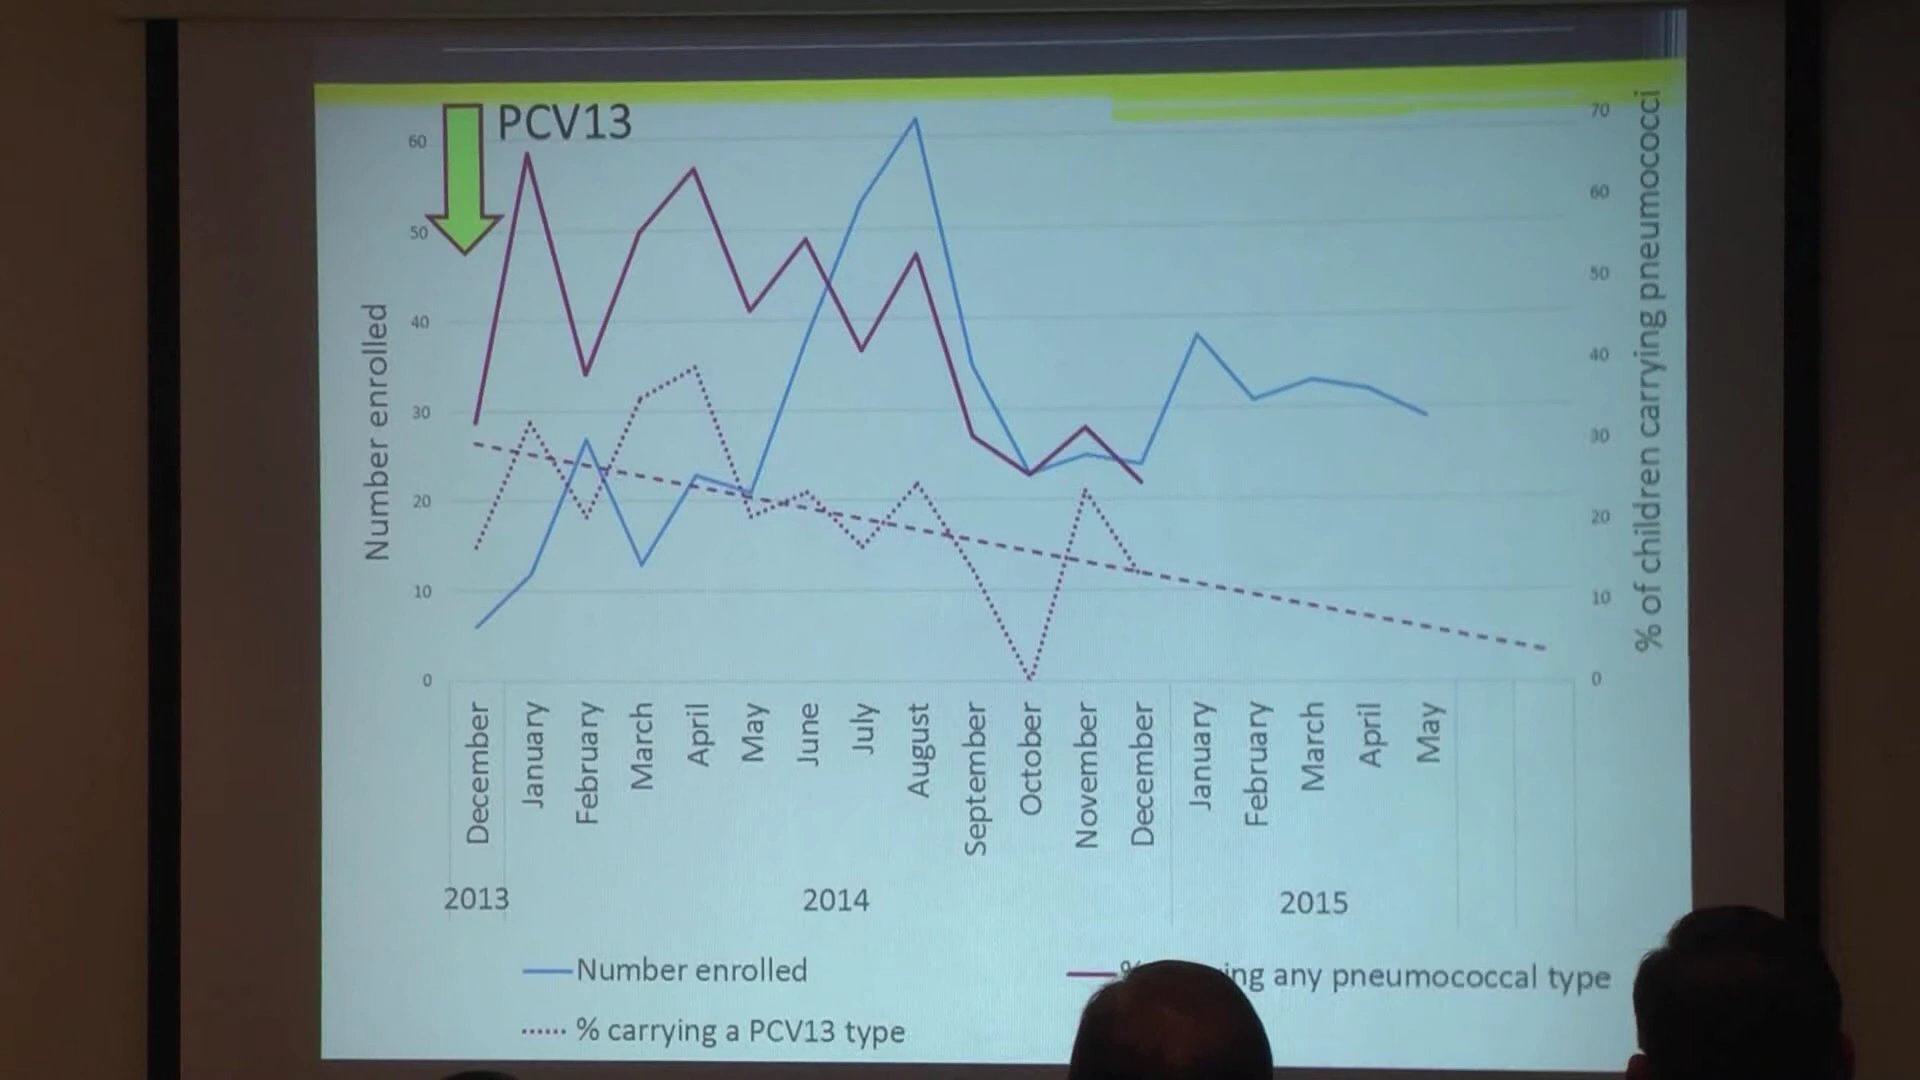 PCV13
60
50
40
30
20
10
0
Number enrolled
70
60
50
40
30
20
10
0
% of children carrying pneumococci
December
January
February
March
April
May
June
July
August
September
October
November
December
January
February
March
April
May
2013
2014
2015
Number enrolled
% any pneumococcal type
% carrying a PCV13 type